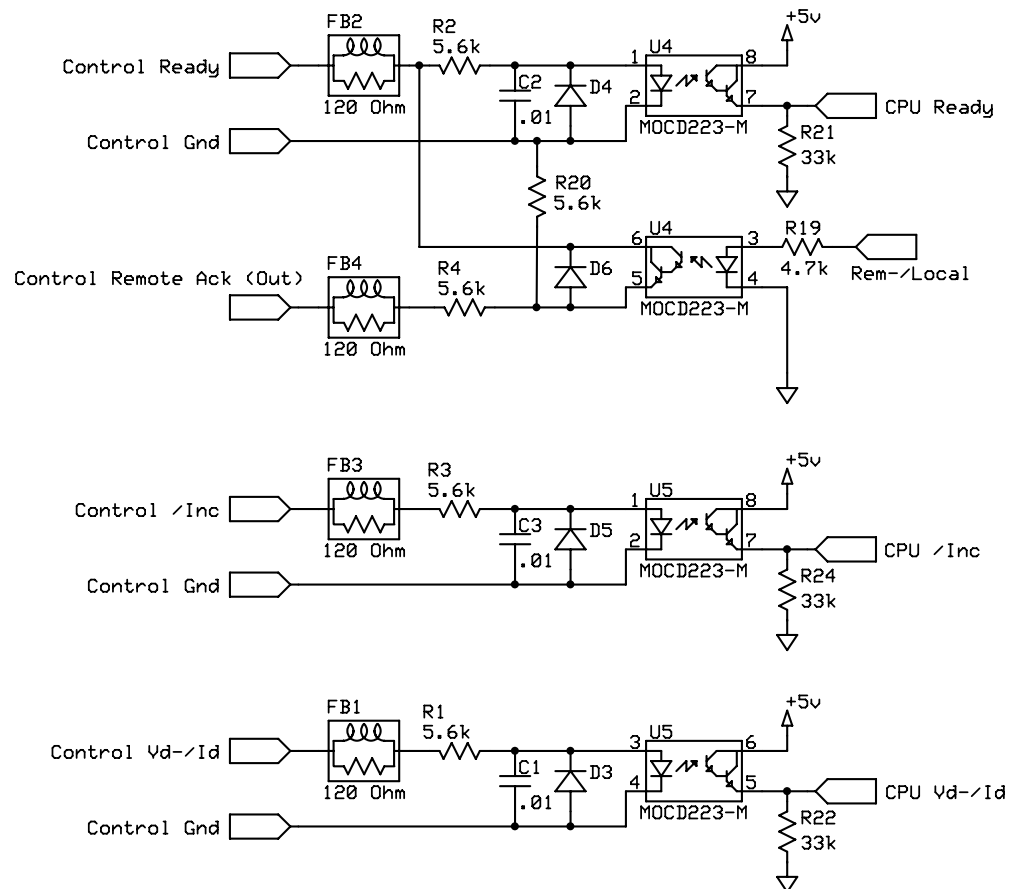 FB2
R2
5.6k
+5v
Control Ready
120 Ohm
1
2
C2
.01
D4
U4
8
7
MOCD223-M
CPU Ready
Control Gnd
R21
33k
R20
5.6k
Control Remote Ack (Out)
FB4
120 Ohm
R4
5.6k
D6
6
5
U4
3
4
MOCD223-M
R19
4.7k
Rem-/Local
FB3
R3
5.6k
+5v
Control /Inc
120 Ohm
1
2
C3
.01
D5
U5
8
7
MOCD223-M
CPU /Inc
Control Gnd
R24
33k
FB1
R1
5.6k
+5v
Control Vd-/Id
120 Ohm
3
4
C1
.01
D3
U5
6
5
MOCD223-M
CPU Vd-/Id
Control Gnd
R22
33k